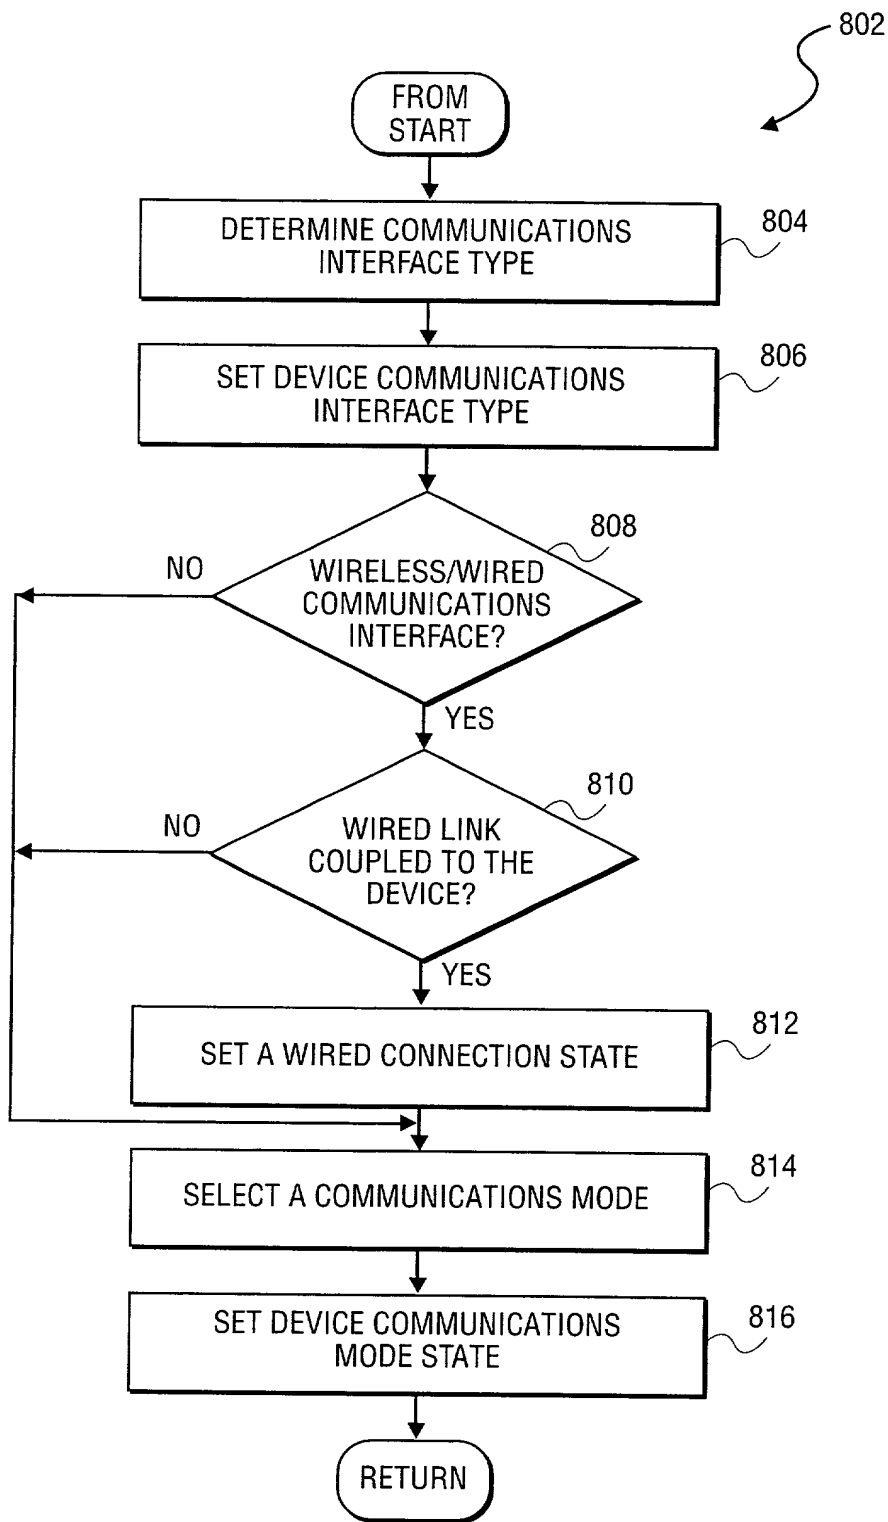 802
FROM
START
DETERMINE COMMUNICATIONS
INTERFACE TYPE
804
SET DEVICE COMMUNICATIONS
INTERFACE TYPE
806
808
NO
WIRELESS/WIRED
COMMUNICATIONS
INTERFACE?
YES
810
NO
WIRED LINK
COUPLED TO THE
DEVICE?
YES
SET A WIRED CONNECTION STATE
812
SELECT A COMMUNICATIONS MODE
814
SET DEVICE COMMUNICATIONS
MODE STATE
816
RETURN